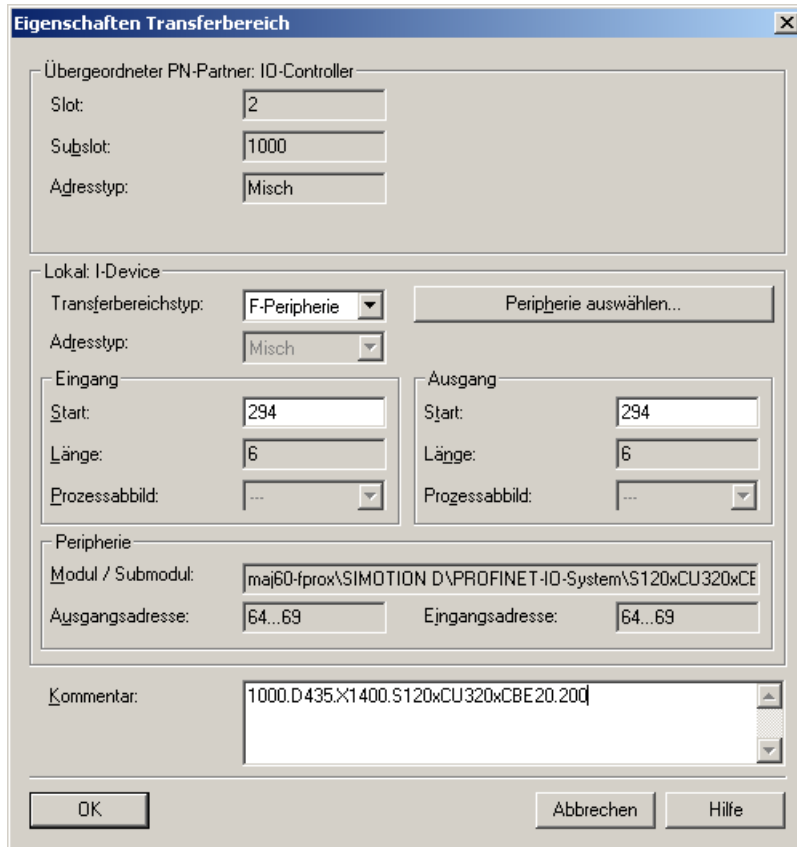 Eigenschaften Transferbereich
Übergeordneter PN-Partner: IO-Controller
Slot: 2
Subslot: 1000
Adresstyp: Misch
Lokal: I-Device
Transferbereichstyp: F-Peripherie Peripherie auswählen...
Adresstyp: Misch
Eingang Ausgang
Start: 294 Start: 294
Länge: 6 Länge: 6
Prozessabbild: --- Prozessabbild: ---
Peripherie
Modul / Submodul: maj60-fprox\SIMOTION D\PROFINET-IO-System\S120xCU320xCE
Ausgangsadresse: 64...69 Eingangsadresse: 64...69
Kommentar: 1000.D435.X1400.S120xCU320xCBE20.200
OK Abbrechen Hilfe